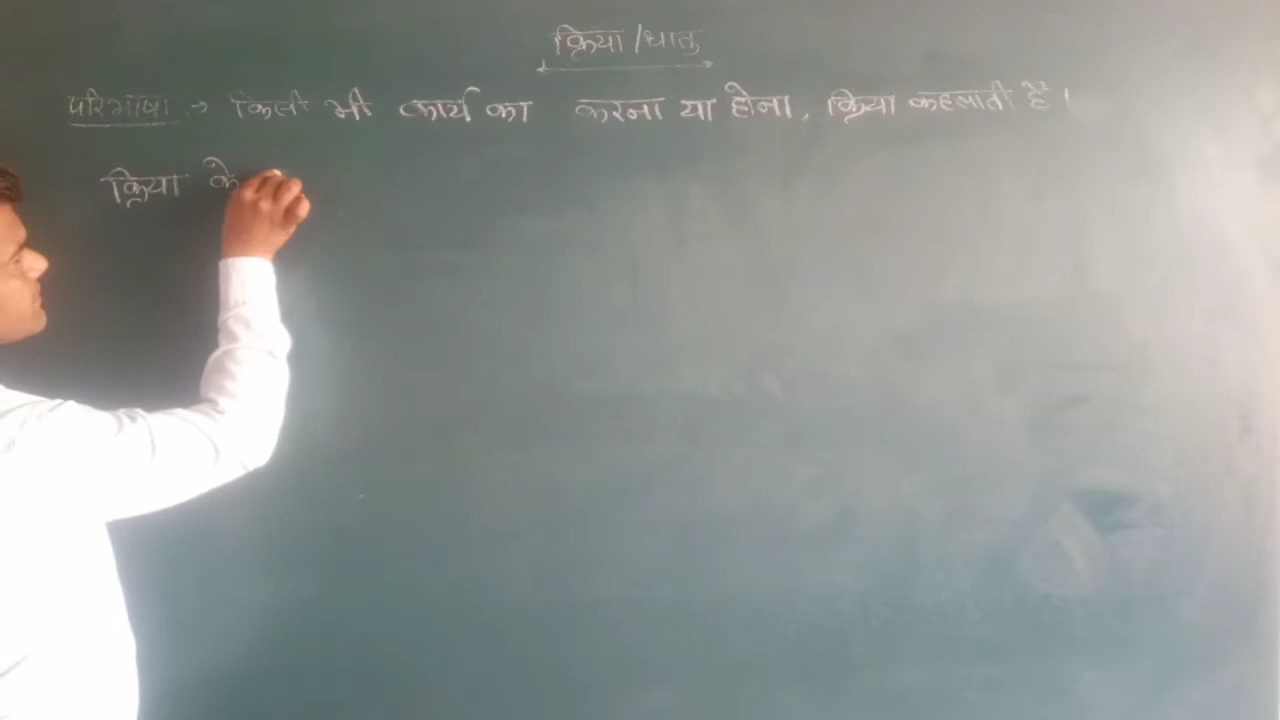 क्रिया/धातु
परिभाषा → किसी भी कार्य का करना या होना, क्रिया कहलाती है।
क्रिया के